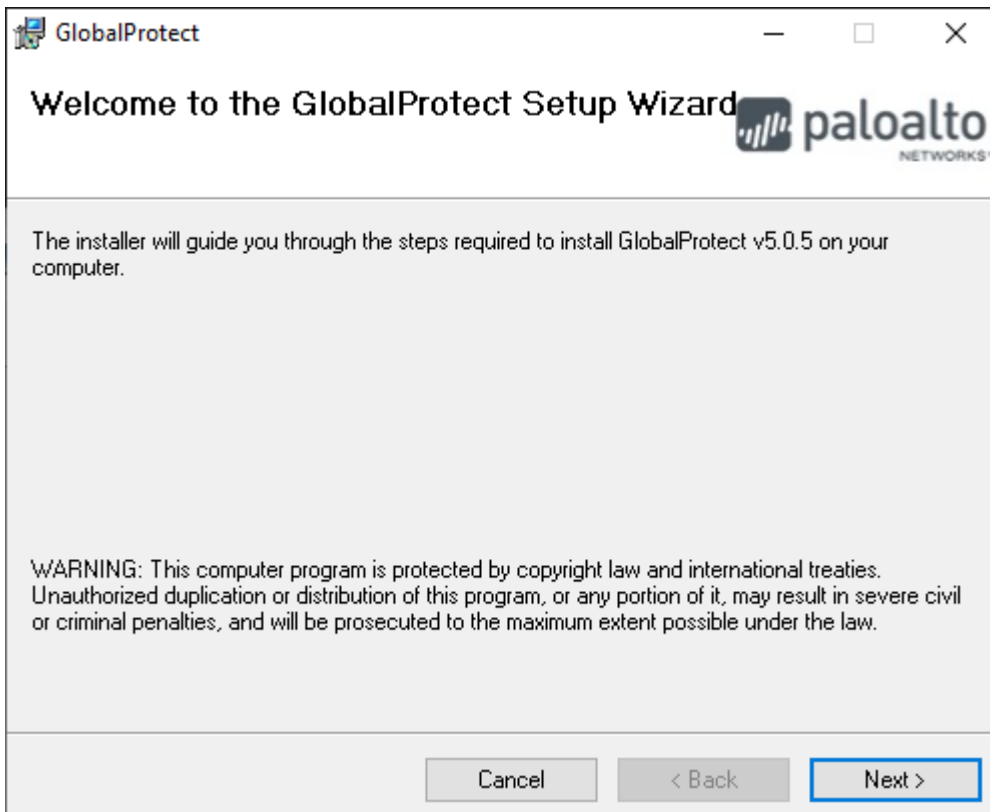 GlobalProtect
Welcome to the GlobalProtect Setup Wizard
paloalto
NETWORKS
The installer will guide you through the steps required to install GlobalProtect v5.0.5 on your
computer.
WARNING: This computer program is protected by copyright law and international treaties.
Unauthorized duplication or distribution of this program, or any portion of it, may result in severe civil
or criminal penalties, and will be prosecuted to the maximum extent possible under the law.
Cancel < Back Next >